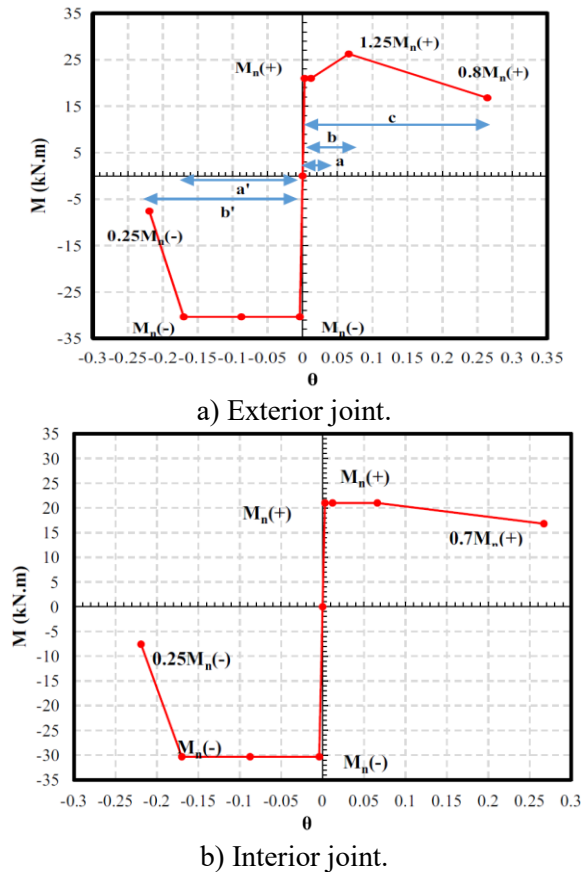 35
25
15
5
-5
-15
-25
-35
M (kN.m)
Mn(+)
1.25Mn(+)
0.8Mn(+)
c
b
a
a'
b'
0.25Mn(-)
Mn(-)
Mn(-)
-0.3 -0.25 -0.2 -0.15 -0.1 -0.05 0 0.05 0.1 0.15 0.2 0.25 0.3 0.35
θ
a) Exterior joint.
35
30
25
20
15
10
5
0
-5
-10
-15
-20
-25
-30
-35
M (kN.m)
Mn(+)
Mn(+)
0.7Mn(+)
0.25Mn(-)
Mn(-)
Mn(-)
-0.3 -0.25 -0.2 -0.15 -0.1 -0.05 0 0.05 0.1 0.15 0.2 0.25 0.3
θ
b) Interior joint.